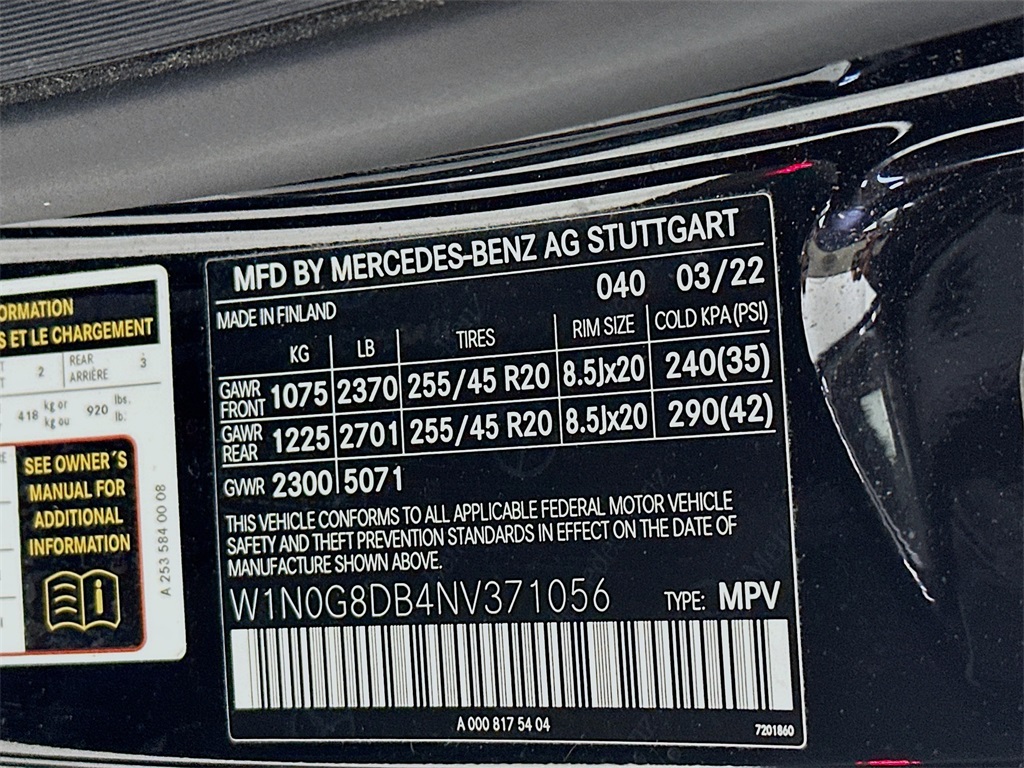 ORMATION
S ET LE CHARGEMENT
2 REAR ARRIÈRE 3
418 kg or kg ou 920 lbs. lb.
SEE OWNER´S
MANUAL FOR
ADDITIONAL
INFORMATION
A 253 584 00 08
MFD BY MERCEDES-BENZ AG STUTTGART
MADE IN FINLAND 040 03/22
KG LB TIRES RIM SIZE COLD KPA(PSI)
GAWR FRONT 1075 2370 255/45 R20 8.5Jx20 240(35)
GAWR REAR 1225 2701 255/45 R20 8.5Jx20 290(42)
GVWR 2300 5071
THIS VEHICLE CONFORMS TO ALL APPLICABLE FEDERAL MOTOR VEHICLE
SAFETY AND THEFT PREVENTION STANDARDS IN EFFECT ON THE DATE OF
MANUFACTURE SHOWN ABOVE.
W1N0G8DB4NV371056 TYPE: MPV
A 000 817 54 04
7201860